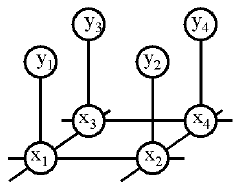 y₃ y₄
y₁ y₂
x₃ x₄
x₁ x₂